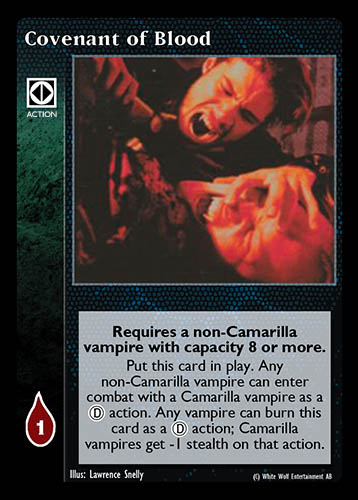 Covenant of Blood
ACTION
Requires a non-Camarilla
vampire with capacity 8 or more.
Put this card in play. Any
non-Camarilla vampire can enter
combat with a Camarilla vampire as a
Ⓓ action. Any vampire can burn this
card as a Ⓓ action; Camarilla
vampires get -1 stealth on that action.
1
Illus: Lawrence Snelly
(C) White Wolf Entertainment AB